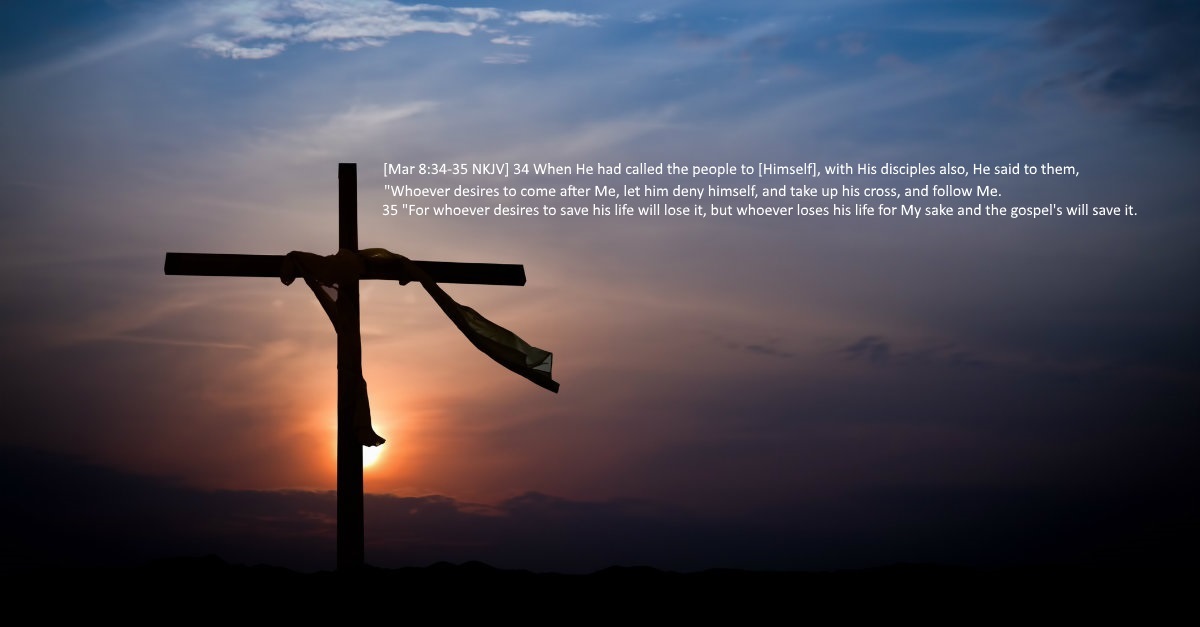 [Mar 8:34-35 NKJV] 34 When He had called the people to [Himself], with His disciples also, He said to them,
"Whoever desires to come after Me, let him deny himself, and take up his cross, and follow Me.
35 "For whoever desires to save his life will lose it, but whoever loses his life for My sake and the gospel's will save it.